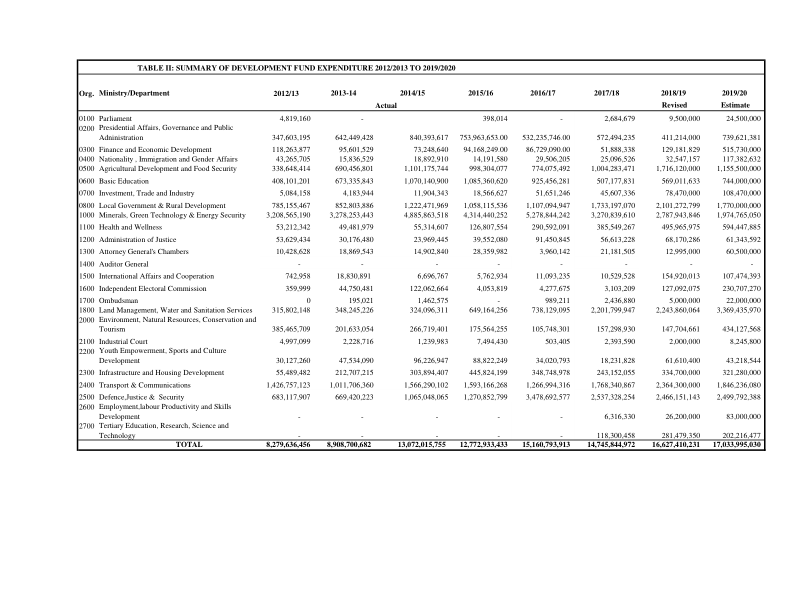 TABLE II: SUMMARY OF DEVELOPMENT FUND EXPENDITURE 2012/2013 TO 2019/2020
Org. Ministry/Department 2012/13 2013-14 2014/15 2015/16 2016/17 2017/18 2018/19 2019/20
Actual Revised Estimate
0100 Parliament 4,819,160 - 398,014 - 2,684,679 9,500,000 24,500,000
0200 Presidential Affairs, Governance and Public
Administration 347,603,195 642,449,428 840,393,617 753,963,653.00 532,235,746.00 572,494,235 411,214,000 739,621,381
0300 Finance and Economic Development 118,263,877 95,601,529 73,248,640 94,168,249.00 86,729,090.00 51,888,338 129,181,829 515,730,000
0400 Nationality , Immigration and Gender Affairs 43,265,705 15,836,529 18,892,910 14,191,580 29,506,205 25,096,526 32,547,157 117,382,632
0500 Agricultural Development and Food Security 338,648,414 690,456,801 1,101,175,744 998,304,077 774,075,492 1,004,283,471 1,716,120,000 1,155,500,000
0600 Basic Education 408,101,201 673,335,843 1,070,140,900 1,085,360,620 925,456,281 507,177,831 569,011,633 744,000,000
0700 Investment, Trade and Industry 5,084,158 4,183,944 11,904,343 18,566,627 51,651,246 45,607,336 78,470,000 108,470,000
0800 Local Government & Rural Development 785,155,467 852,803,886 1,222,471,969 1,058,115,536 1,107,094,947 1,733,197,070 2,101,272,799 1,770,000,000
1000 Minerals, Green Technology & Energy Security 3,208,565,190 3,278,253,443 4,885,863,518 4,314,440,252 5,278,844,242 3,270,839,610 2,787,943,846 1,974,765,050
1100 Health and Wellness 53,212,342 49,481,979 55,314,607 126,807,554 290,592,091 385,549,267 495,965,975 594,447,885
1200 Administration of Justice 53,629,434 30,176,480 23,969,445 39,552,080 91,450,845 56,613,228 68,170,286 61,343,592
1300 Attorney General's Chambers 10,428,628 18,869,543 14,902,840 28,359,982 3,960,142 21,181,505 12,995,000 60,500,000
1400 Auditor General - - - - - - - -
1500 International Affairs and Cooperation 742,958 18,830,891 6,696,767 5,762,934 11,093,235 10,529,528 154,920,013 107,474,393
1600 Independent Electoral Commission 359,999 44,750,481 122,062,664 4,053,819 4,277,675 3,103,209 127,092,075 230,707,270
1700 Ombudsman 0 195,021 1,462,575 - 989,211 2,436,880 5,000,000 22,000,000
1800 Land Management, Water and Sanitation Services 315,802,148 348,245,226 324,096,311 649,164,256 738,129,095 2,201,799,947 2,243,860,064 3,369,435,970
2000 Environment, Natural Resources, Conservation and
Tourism 385,465,709 201,633,054 266,719,401 175,564,255 105,748,301 157,298,930 147,704,661 434,127,568
2100 Industrial Court 4,997,099 2,228,716 1,239,983 7,494,430 503,405 2,393,590 2,000,000 8,245,800
2200 Youth Empowerment, Sports and Culture
Development 30,127,260 47,534,090 96,226,947 88,822,249 34,020,793 18,231,828 61,610,400 43,218,544
2300 Infrastructure and Housing Development 55,489,482 212,707,215 303,894,407 445,824,199 348,748,978 243,152,055 334,700,000 321,280,000
2400 Transport & Communications 1,426,757,123 1,011,706,360 1,566,290,102 1,593,166,268 1,266,994,316 1,768,340,867 2,364,300,000 1,846,236,080
2500 Defence,Justice & Security 683,117,907 669,420,223 1,065,048,065 1,270,852,799 3,478,692,577 2,537,328,254 2,466,151,143 2,499,792,388
2600 Employment,labour Productivity and Skills
Development - - - - - 6,316,330 26,200,000 83,000,000
2700 Tertiary Education, Research, Science and
Technology - - - - - 118,300,458 281,479,350 202,216,477
TOTAL 8,279,636,456 8,908,700,682 13,072,015,755 12,772,933,433 15,160,793,913 14,745,844,972 16,627,410,231 17,033,995,030